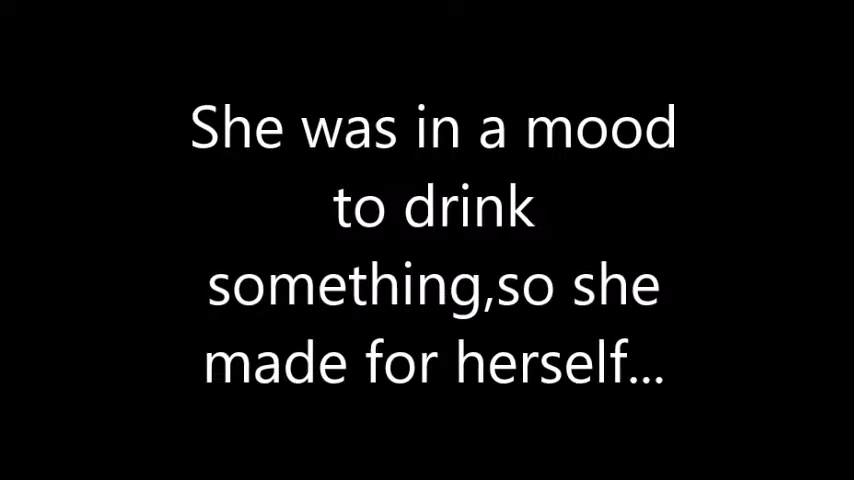 She was in a mood
to drink
something,so she
made for herself...